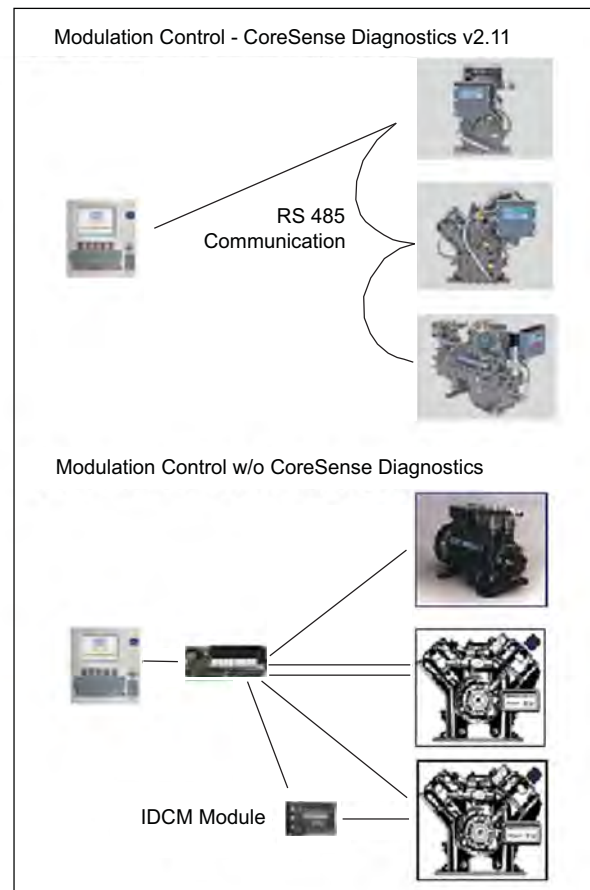 Modulation Control - CoreSense Diagnostics v2.11
RS 485
Communication
Modulation Control w/o CoreSense Diagnostics
IDCM Module